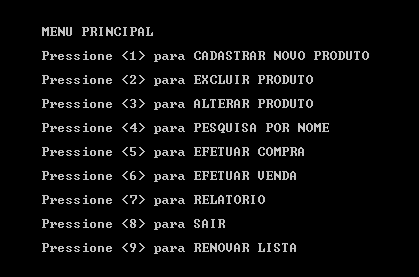 MENU PRINCIPAL
Pressione <1> para CADASTRAR NOVO PRODUTO
Pressione <2> para EXCLUIR PRODUTO
Pressione <3> para ALTERAR PRODUTO
Pressione <4> para PESQUISA POR NOME
Pressione <5> para EFETUAR COMPRA
Pressione <6> para EFETUAR VENDA
Pressione <7> para RELATORIO
Pressione <8> para SAIR
Pressione <9> para RENOVAR LISTA